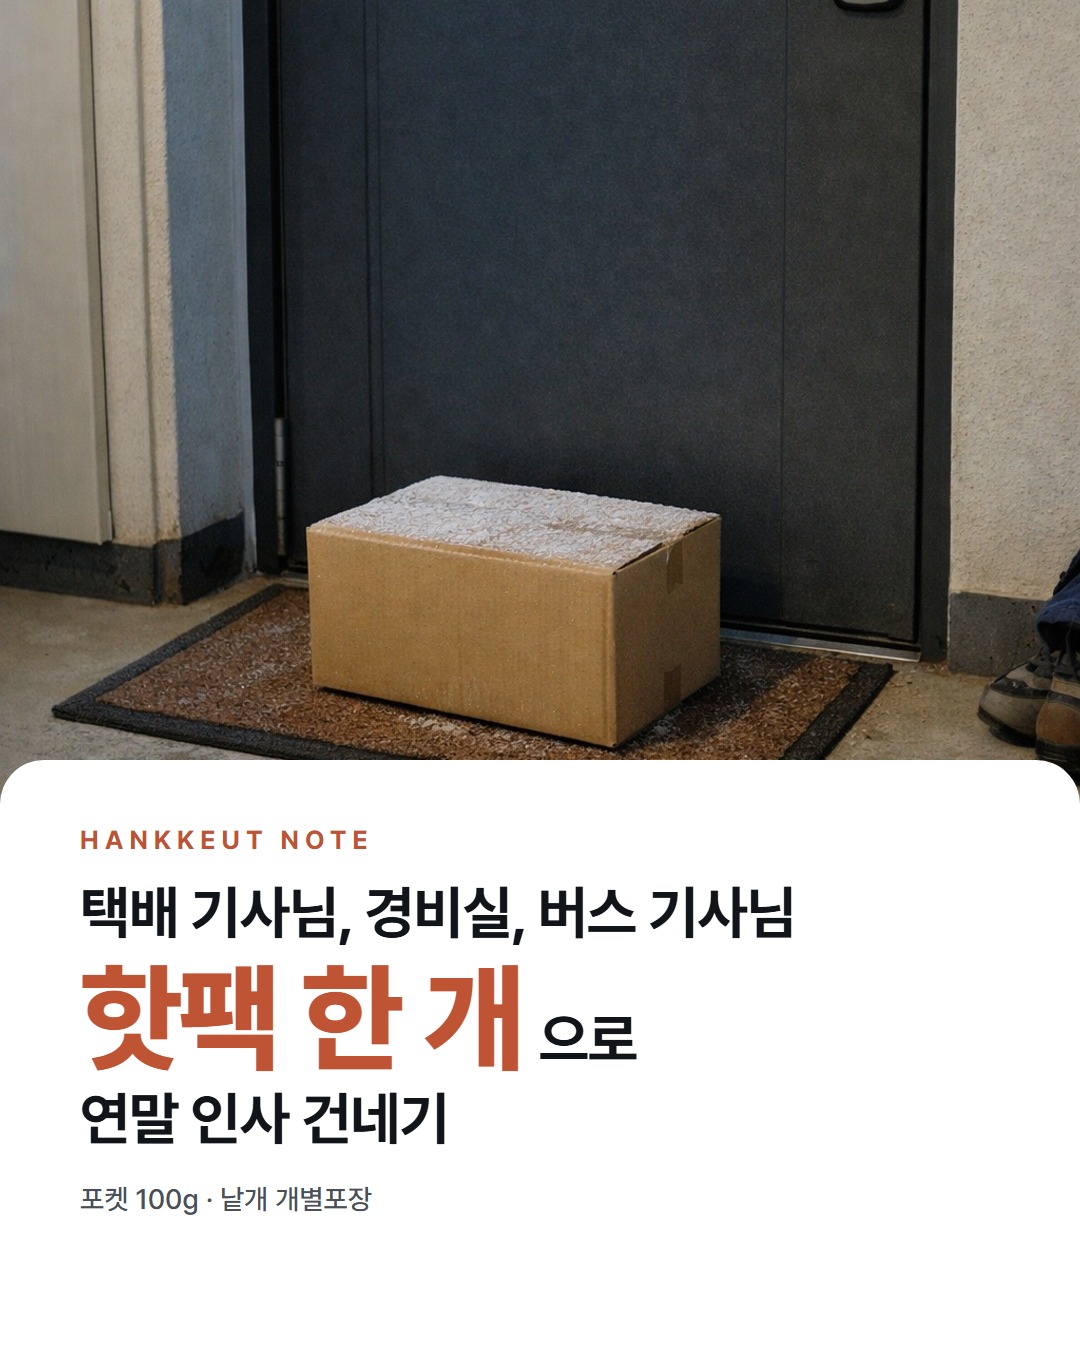 HANKKEUT NOTE
택배 기사님, 경비실, 버스 기사님
핫팩 한 개 으로
연말 인사 건네기
포켓 100g · 낱개 개별포장